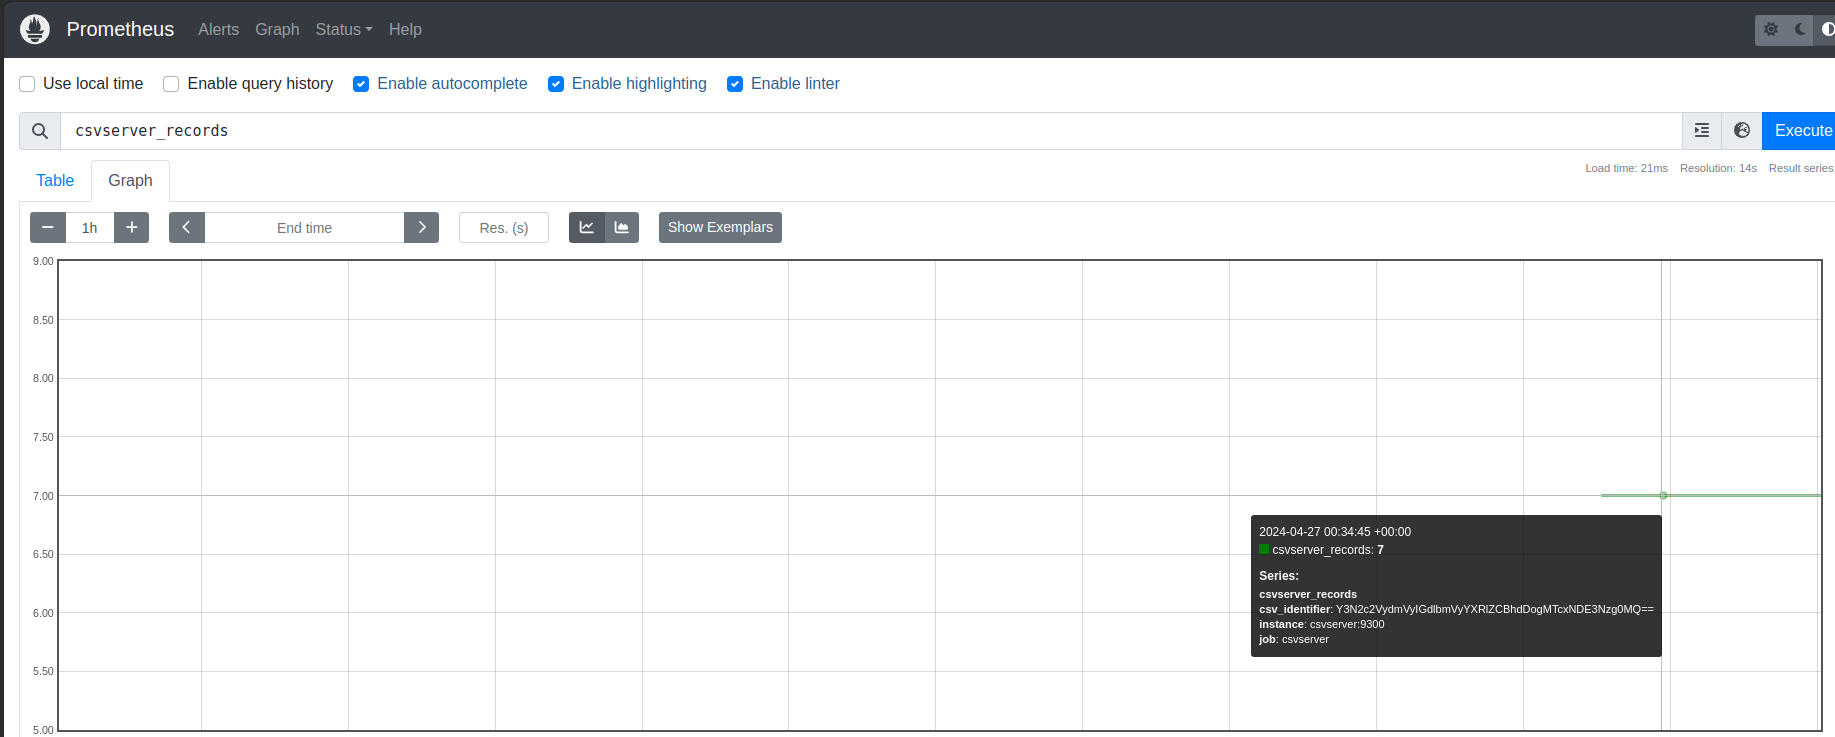 Prometheus Alerts Graph Status Help
Use local time Enable query history Enable autocomplete Enable highlighting Enable linter
csvserver_records Execute
Table Graph Load time: 21ms Resolution: 14s Result series:
1h End time Res. (s) Show Exemplars
9.00
8.50
8.00
7.50
7.00
6.50
6.00
5.50
5.00
2024-04-27 00:34:45 +00:00
csvserver_records: 7
Series:
csvserver_records
csv_identifier: Y3N2c2VydmVyIGdlbmVyYXRlZCBhdDogMTcxNDE3Nzg0MQ==
instance: csvserver:9300
job: csvserver